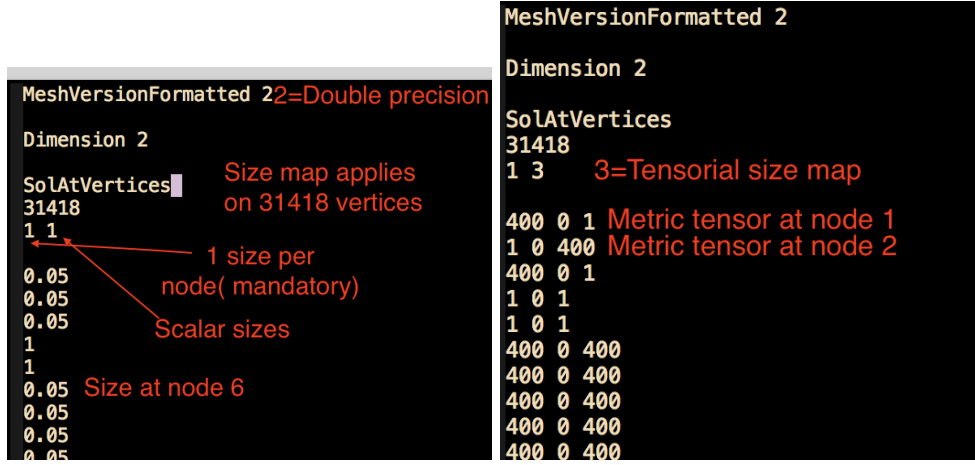 MeshVersionFormatted 2 2=Double precision
Dimension 2
SolAtVertices Size map applies
31418 on 31418 vertices
1 1
1 size per
node( mandatory)
0.05
0.05
0.05
Scalar sizes
1
1
0.05 Size at node 6
0.05
0.05
0.05
MeshVersionFormatted 2
Dimension 2
SolAtVertices
31418
1 3 3=Tensorial size map
400 0 1 Metric tensor at node 1
1 0 400 Metric tensor at node 2
400 0 1
1 0 1
1 0 1
400 0 400
400 0 400
400 0 400
400 0 400
400 0 400